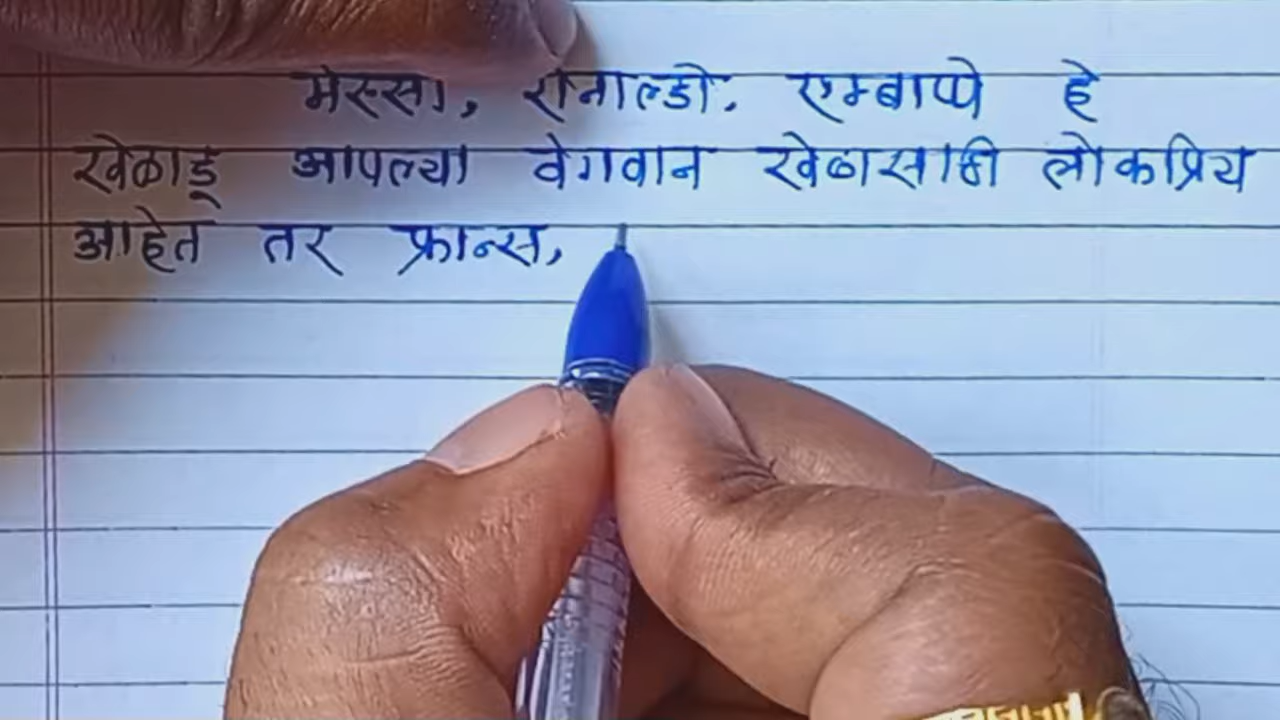 मेस्सी, रोनाल्डो, एम्बाप्पे हे
खेळाडू आपल्या वेगवान खेळासाठी लोकप्रिय
आहेत तर फ्रान्स,